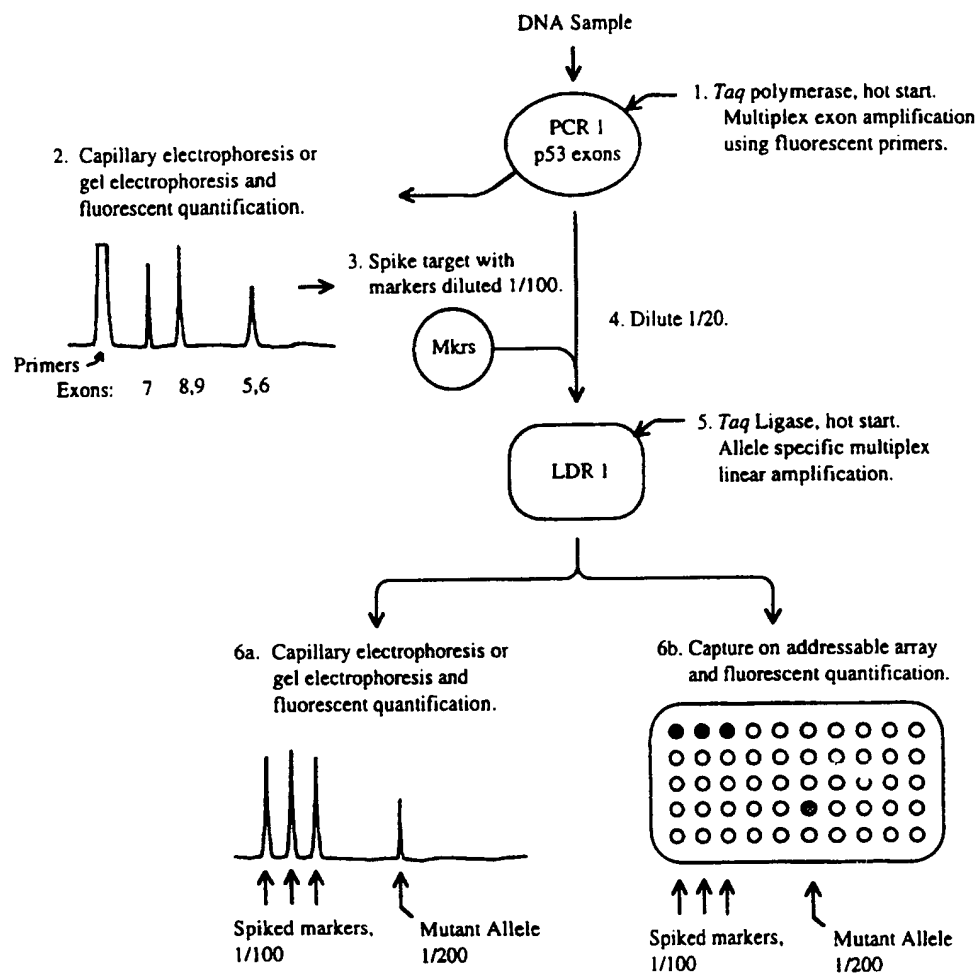 DNA Sample
1. Taq polymerase, hot start.
Multiplex exon amplification
using fluorescent primers.
PCR 1
p53 exons
2. Capillary electrophoresis or
gel electrophoresis and
fluorescent quantification.
3. Spike target with
markers diluted 1/100.
4. Dilute 1/20.
Mkrs
Primers
Exons: 7 8,9 5,6
5. Taq Ligase, hot start.
Allele specific multiplex
linear amplification.
LDR 1
6a. Capillary electrophoresis or
gel electrophoresis and
fluorescent quantification.
6b. Capture on addressable array
and fluorescent quantification.
Spiked markers,
1/100
Mutant Allele
1/200
Spiked markers,
1/100
Mutant Allele
1/200